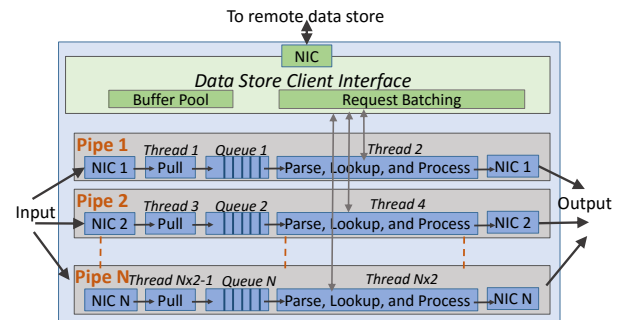 To remote data store
NIC
Data Store Client Interface
Buffer Pool
Request Batching
Pipe 1
Thread 1
Queue 1
Thread 2
NIC 1
Pull
Parse, Lookup, and Process
NIC 1
Pipe 2
Thread 3
Queue 2
Thread 4
Input
NIC 2
Pull
Parse, Lookup, and Process
NIC 2
Output
Pipe N
Thread Nx2-1
Queue N
Thread Nx2
NIC N
Pull
Parse, Lookup, and Process
NIC N